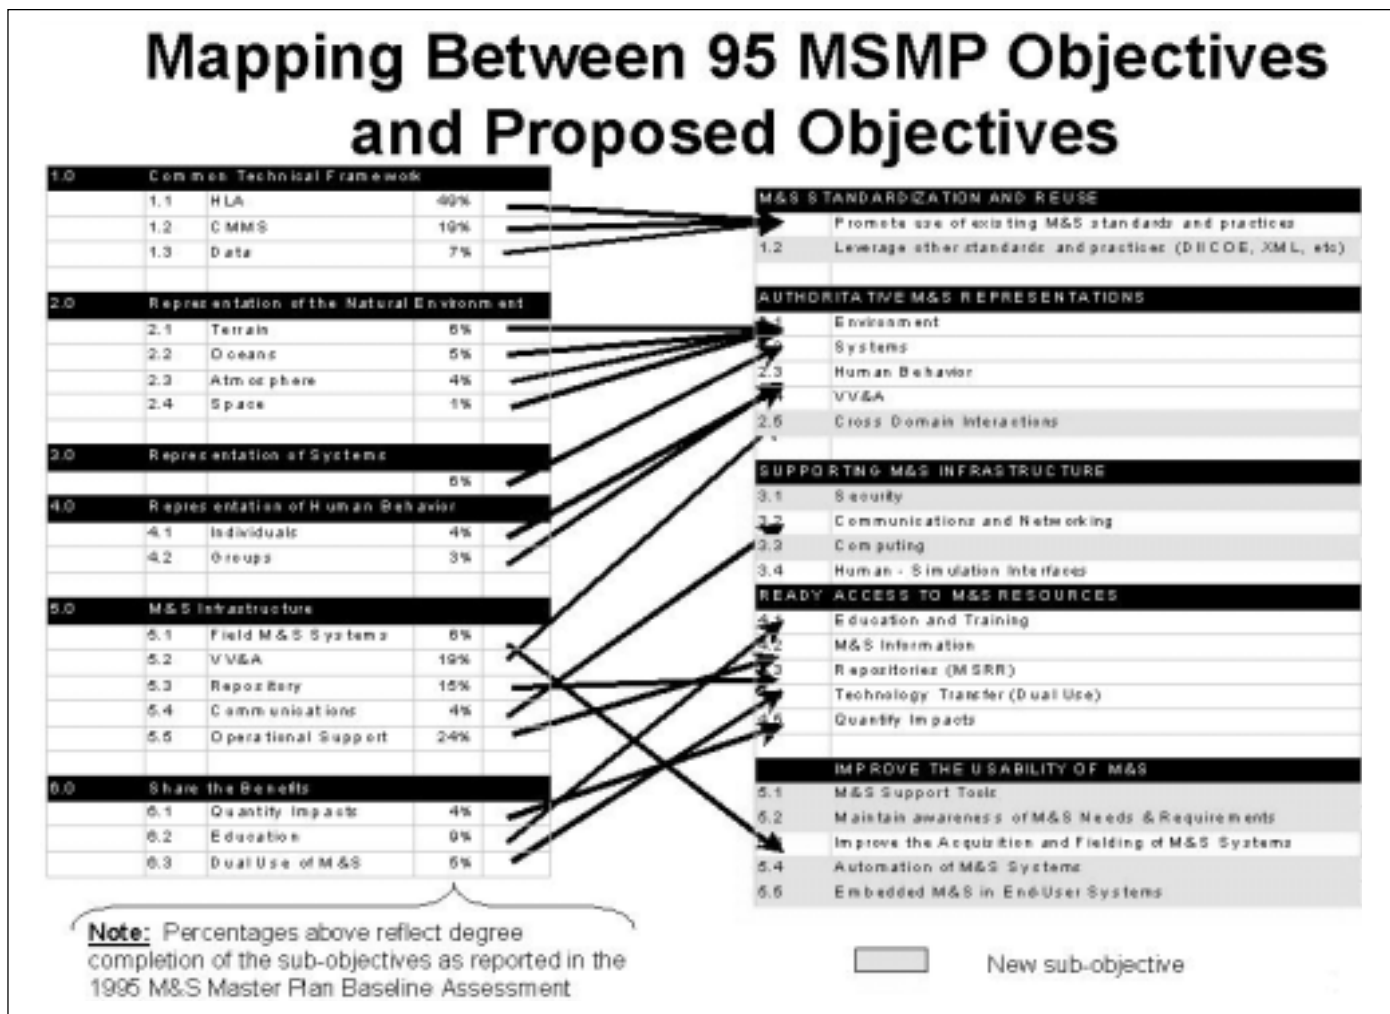 Mapping Between 95 MSMP Objectives
and Proposed Objectives
1.0 Common Technical Framework
1.1 HLA
1.2 CMMS
1.3 Data 7%
2.0 Representation of the Natural Environment
2.1 Terrain 6%
2.2 Oceans 5%
2.3 Atmosphere 4%
2.4 Space 1%
3.0 Representation of Systems
6%
4.0 Representation of Human Behavior
4.1 Individuals 4%
4.2 Groups 3%
5.0 M&S Infrastructure
5.1 Field M&S Systems 6%
5.2 VV&A 19%
5.3 Repository 15%
5.4 Communications 4%
5.5 Operational Support 24%
6.0 Share the Benefits
6.1 Quantify Impacts 4%
6.2 Education 9%
6.3 Dual Use of M&S 5%
Note: Percentages above reflect degree
completion of the sub-objectives as reported in the
1995 M&S Master Plan Baseline Assessment
M&S STANDARDIZATION AND REUSE
Promote use of existing M&S standards and practices
1.2 Leverage other standards and practices (DIICOE, XML, etc)
AUTHORITATIVE M&S REPRESENTATIONS
Environment
Systems
2.3 Human Behavior
VV&A
2.5 Cross Domain Interactions
SUPPORTING M&S INFRASTRUCTURE
3.1 Security
3.2 Communications and Networking
3.3 Computing
3.4 Human - Simulation Interfaces
READY ACCESS TO M&S RESOURCES
Education and Training
M&S Information
Repositories (MSRR)
Technology Transfer (Dual Use)
Quantify Impacts
IMPROVE THE USABILITY OF M&S
5.1 M&S Support Tools
5.2 Maintain awareness of M&S Needs & Requirements
Improve the Acquisition and Fielding of M&S Systems
5.4 Automation of M&S Systems
5.5 Embedded M&S in End-User Systems
New sub-objective